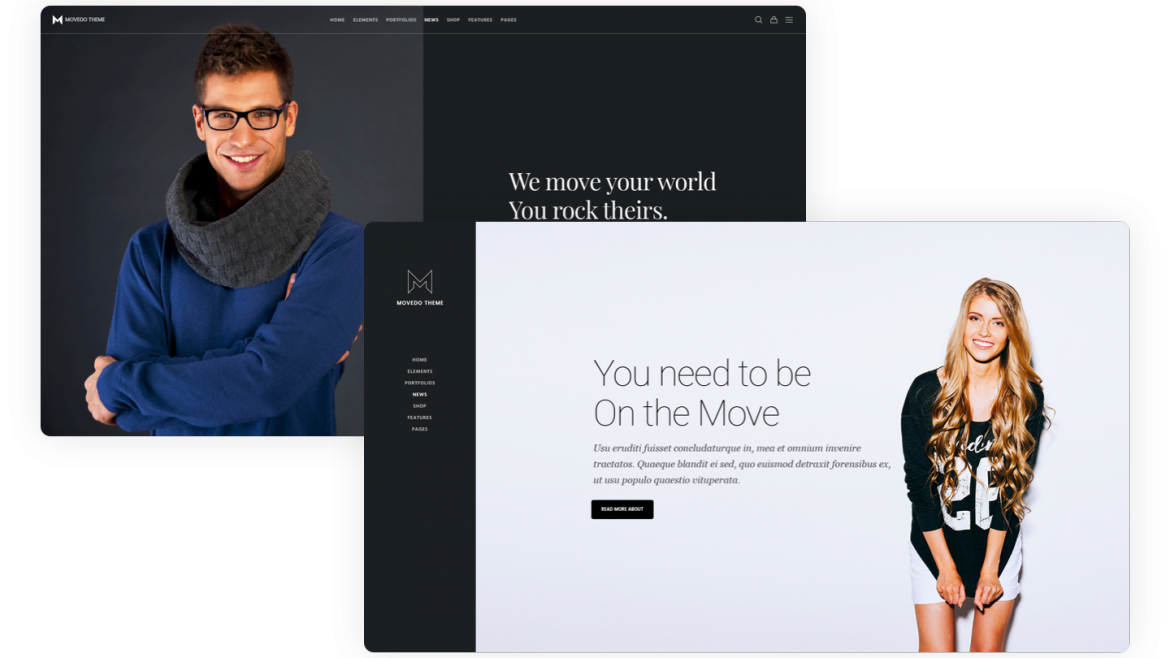 MOVEDO THEME
HOME ELEMENTS PORTFOLIOS NEWS SHOP FEATURES PAGES
We move your world
You rock theirs.
MOVEDO THEME
HOME
ELEMENTS
PORTFOLIOS
NEWS
SHOP
FEATURES
PAGES
You need to be
On the Move
Usu eruditi fuisset concludaturque in, mea et omnium invenire
tractatos. Quaeque blandit ei sed, quo euismod detraxit forensibus ex,
ut usu populo quaestio vituperata.
READ MORE ABOUT